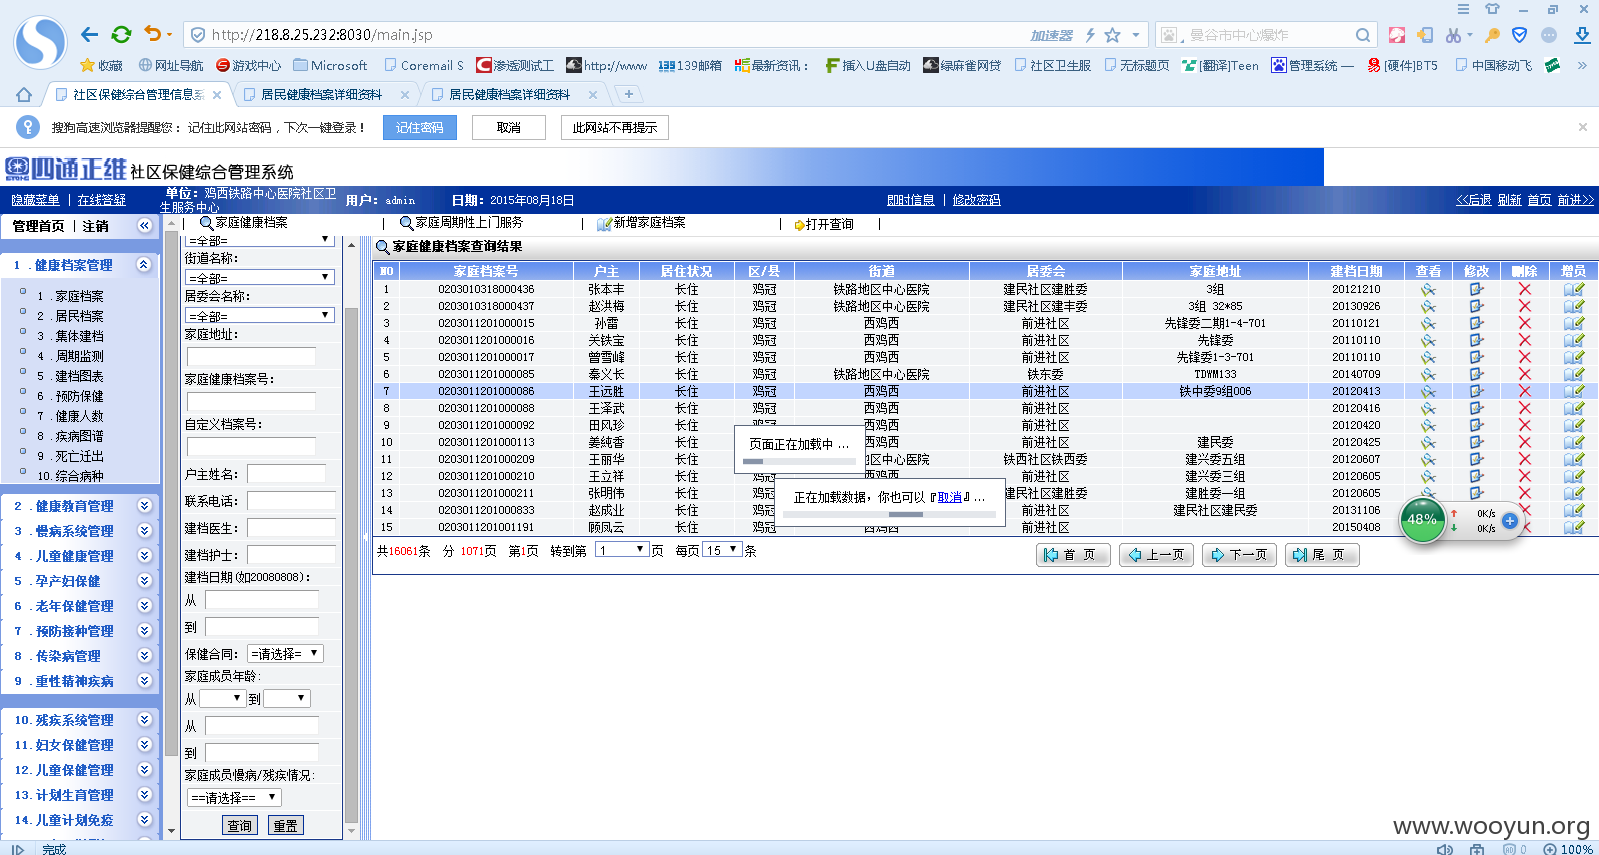 http://218.8.25.232:8030/main.jsp 加速器 曼谷市中心爆炸
收藏 网址导航 游戏中心 Microsoft Coremail S 渗透测试工 http://www 139邮箱 最新资讯： 插入U盘自动 绿麻雀网贷 社区卫生服 无标题页 [翻译]Teen 管理系统 — [硬件]BT5 中国移动飞 »
社区保健综合管理信息系 × 居民健康档案详细资料 × 居民健康档案详细资料 × +
搜狗高速浏览器提醒您：记住此网站密码，下次一键登录！ 记住密码 取消 此网站不再提示 ×
四通正维 社区保健综合管理系统
隐藏菜单 | 在线答疑 单位：鸡西铁路中心医院社区卫生服务中心 用户：admin 日期：2015年08月18日 即时信息 | 修改密码 <<后退 刷新 首页 前进>>
管理首页 | 注销 家庭健康档案 | 家庭周期性上门服务 | 新增家庭档案 | 打开查询 |
1 .健康档案管理
1 .家庭档案
2 .居民档案
3 .集体建档
4 .周期监测
5 .建档图表
6 .预防保健
7 .健康人数
8 .疾病图谱
9 .死亡迁出
10.综合病种
2 .健康教育管理
3 .慢病系统管理
4 .儿童健康管理
5 .孕产妇保健
6 .老年保健管理
7 .预防接种管理
8 .传染病管理
9 .重性精神疾病
10.残疾系统管理
11.妇女保健管理
12.儿童保健管理
13.计划生育管理
14.儿童计划免疫
=全部=
街道名称：
=全部=
居委会名称：
=全部=
家庭地址：
家庭健康档案号：
自定义档案号：
户主姓名：
联系电话：
建档医生：
建档护士：
建档日期(如20080808)：
从
到
保健合同： =请选择=
家庭成员年龄：
从 到
从
到
家庭成员慢病/残疾情况：
==请选择==
查询 重置
家庭健康档案查询结果
NO 家庭档案号 户主 居住状况 区/县 街道 居委会 家庭地址 建档日期 查看 修改 删除 增员
1 0203010318000436 张本丰 长住 鸡冠 铁路地区中心医院 建民社区建胜委 3组 20121210
2 0203010318000437 赵洪梅 长住 鸡冠 铁路地区中心医院 建民社区建丰委 3组 32*85 20130926
3 0203011201000015 孙雷 长住 鸡冠 西鸡西 前进社区 先锋委二期1-4-701 20110121
4 0203011201000016 关铁宝 长住 鸡冠 西鸡西 前进社区 先锋委 20110110
5 0203011201000017 曾雪峰 长住 鸡冠 西鸡西 前进社区 先锋委1-3-701 20110110
6 0203011201000085 秦义长 长住 鸡冠 铁路地区中心医院 铁东委 TDWM133 20140709
7 0203011201000086 王远胜 长住 鸡冠 西鸡西 前进社区 铁中委9组006 20120413
8 0203011201000088 王泽武 长住 鸡冠 西鸡西 前进社区 20120416
9 0203011201000092 田风珍 长住 鸡冠 西鸡西 前进社区 20120420
10 0203011201000113 姜纯香 长住 西鸡西 前进社区 建民委 20120425
11 0203011201000209 王丽华 长住 地区中心医院 铁西社区铁西委 建兴委五组 20120607
12 0203011201000210 王立祥 长住 鸡冠 西鸡西 前进社区 建兴委三组 20120605
13 0203011201000211 张明伟 长住 建民社区建胜委 建胜委一组 20120605
14 0203011201000833 赵成业 长住 前进社区 建民社区建民委 20131106
15 0203011201001191 顾凤云 长住 鸡冠 西鸡西 前进社区 20150408
页面正在加载中 ...
正在加载数据，你也可以『取消』...
共16061条 分 1071页 第1页 转到第 1 页 每页 15 条 首 页 上一页 下一页 尾 页
48% 0K/s
0K/s
www.wooyun.org
完成 0 100%